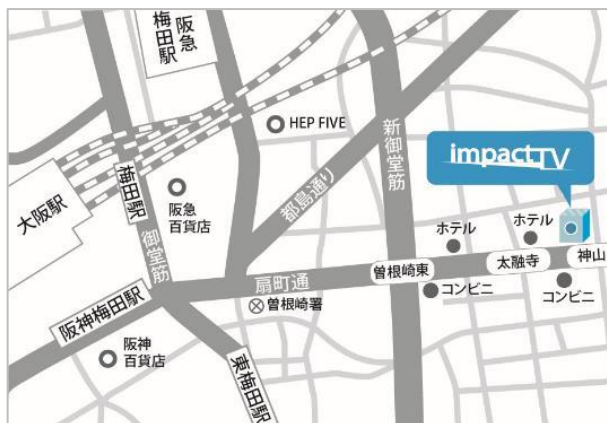 阪急
梅田駅
HEP FIVE
新御堂筋
impactTV
大阪駅
梅田駅
阪急
百貨店
都島通り
御堂筋
ホテル
ホテル
扇町通
曽根崎東
太融寺
神山
阪神梅田駅
曽根崎署
コンビニ
コンビニ
阪神
百貨店
東梅田駅